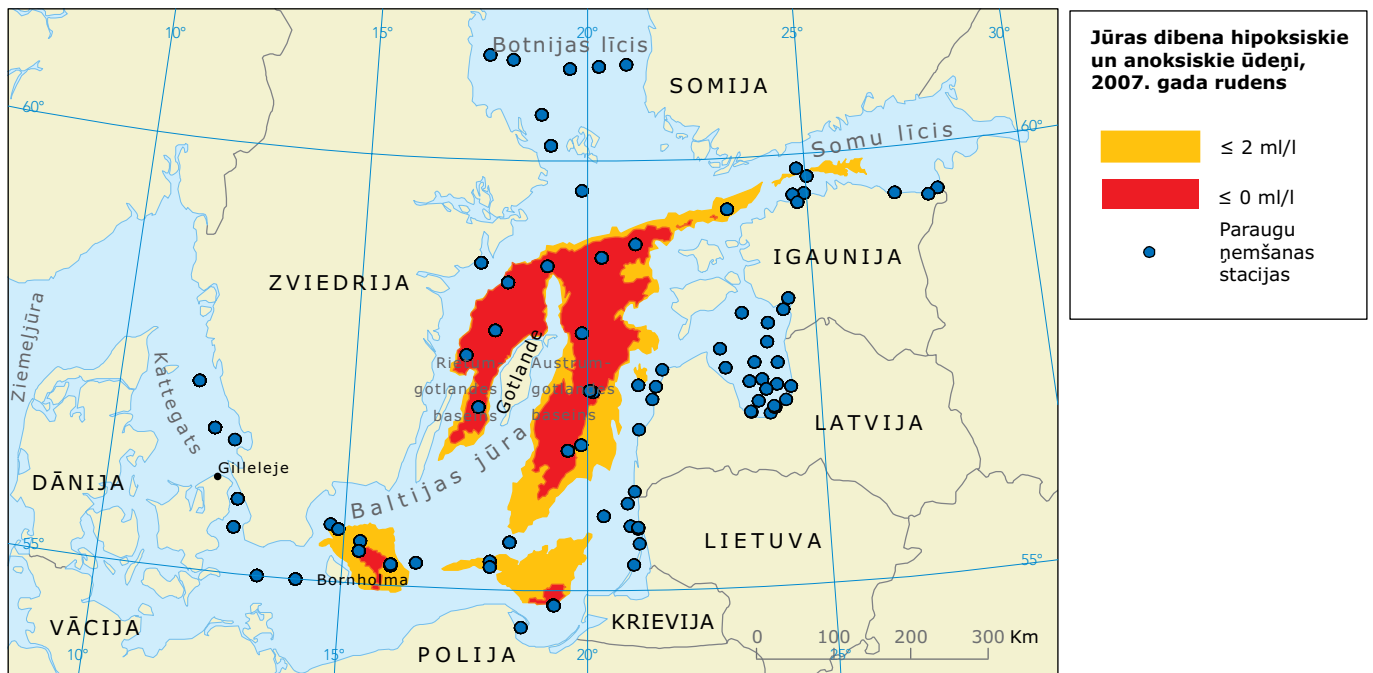 10°
15°
20°
25°
30°
Botnijas līcis
SOMIJA
60°
60°
Somu līcis
IGAUNIJA
ZVIEDRIJA
Ziemeļjūra
Kattegats
Gotlande
Rietum-
gotlandes
baseins
Austrum-
gotlandes
baseins
LATVIJA
Baltijas jūra
Gilleleje
DĀNIJA
LIETUVA
55°
55°
Bornholma
KRIEVIJA
VĀCIJA
POLIJA
0 100 200 300 Km
10°
15°
20°
25°
Jūras dibena hipoksiskie
un anoksiskie ūdeņi,
2007. gada rudens
≤ 2 ml/l
≤ 0 ml/l
Paraugu
ņemšanas
stacijas